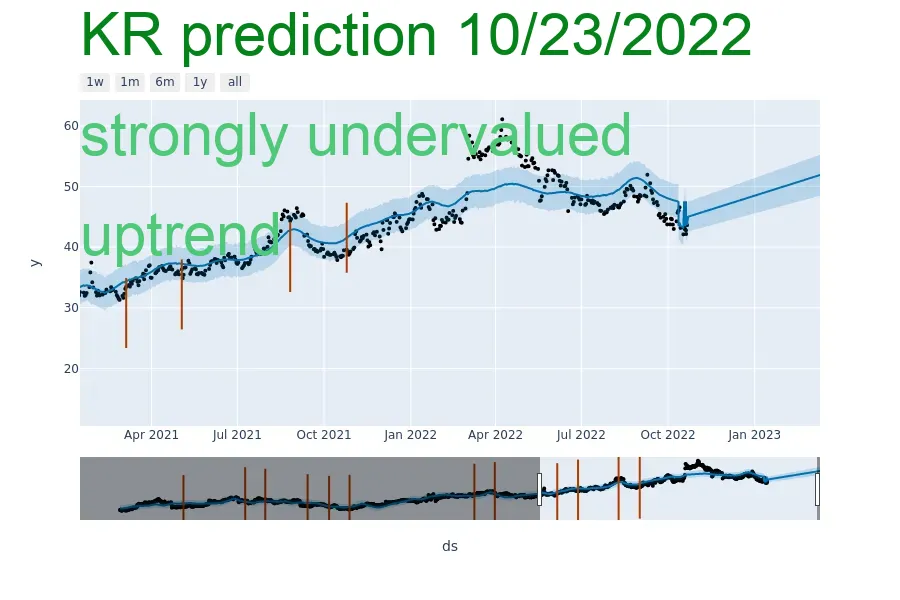 KR prediction 10/23/2022
1w 1m 6m 1y all
strongly undervalued
uptrend
60
50
40
30
20
y
Apr 2021 Jul 2021 Oct 2021 Jan 2022 Apr 2022 Jul 2022 Oct 2022 Jan 2023
ds